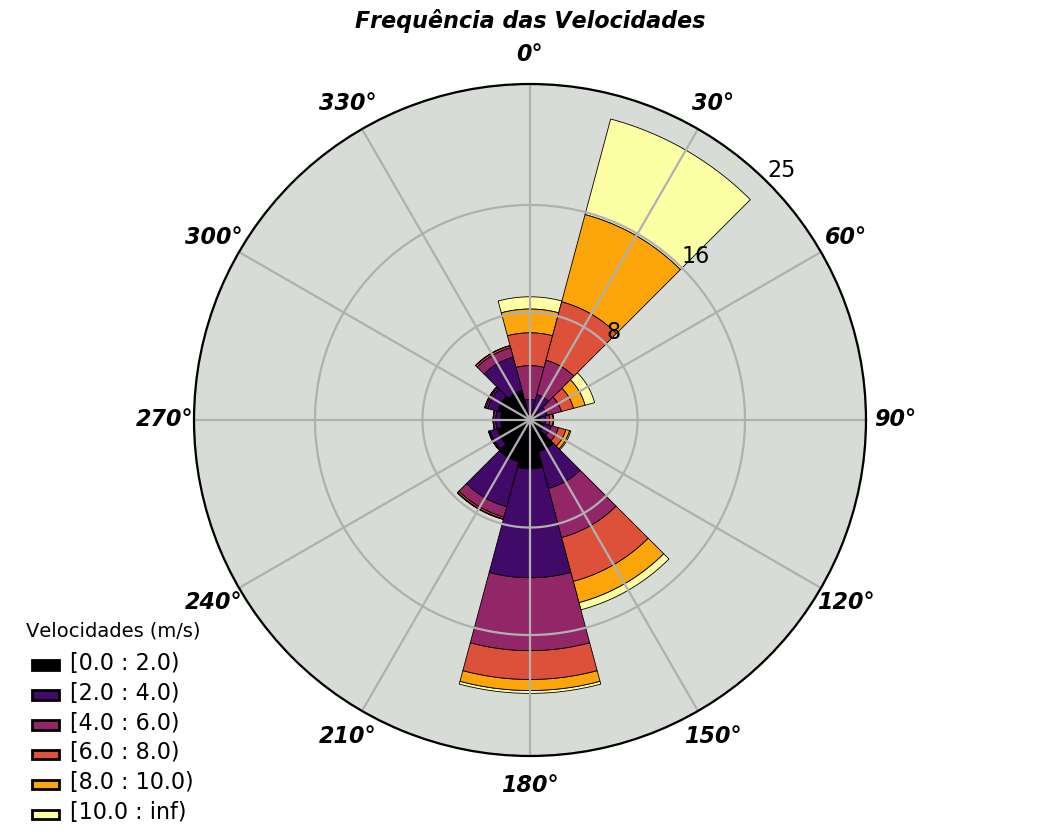 Frequência das Velocidades
0°
330°
30°
25
300°
60°
16
8
270°
90°
240°
120°
210°
150°
180°
Velocidades (m/s)
[0.0 : 2.0)
[2.0 : 4.0)
[4.0 : 6.0)
[6.0 : 8.0)
[8.0 : 10.0)
[10.0 : inf)